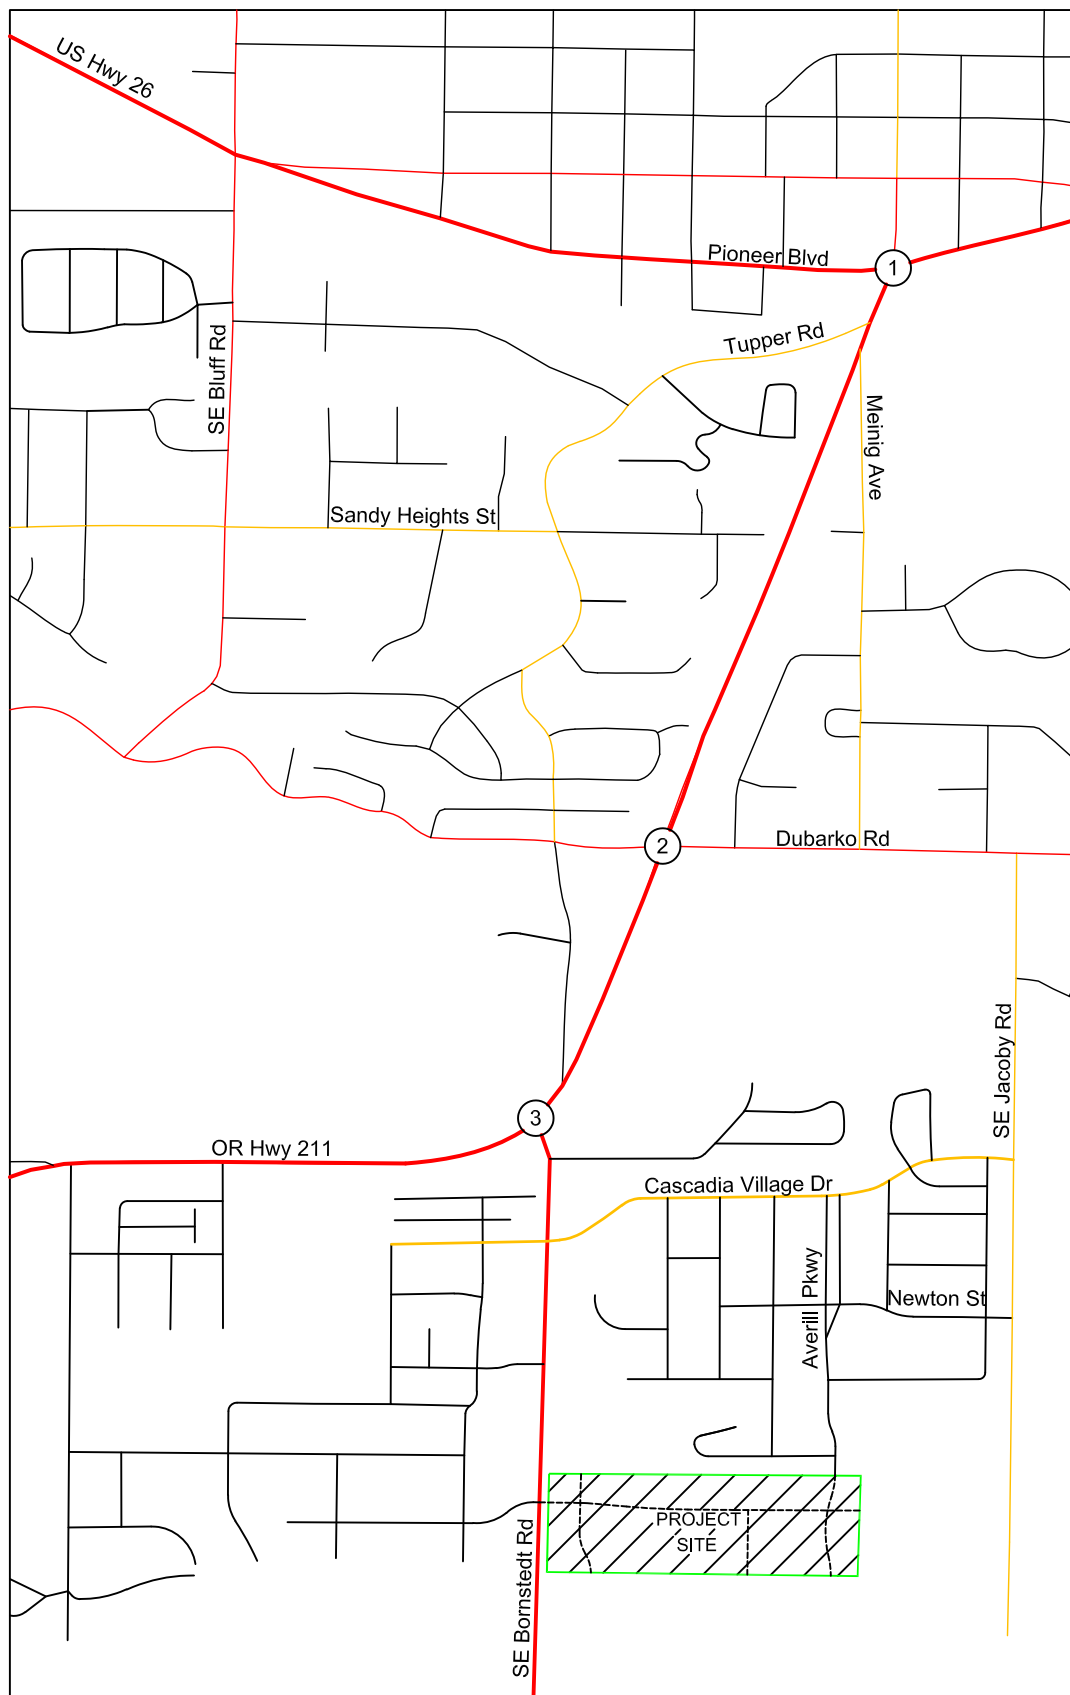 US Hwy 26
Pioneer Blvd
1
Tupper Rd
SE Bluff Rd
Meinig Ave
Sandy Heights St
Dubarko Rd
2
SE Jacoby Rd
3
OR Hwy 211
Cascadia Village Dr
Averill Pkwy
Newton St
PROJECT
SITE
SE Bornstedt Rd